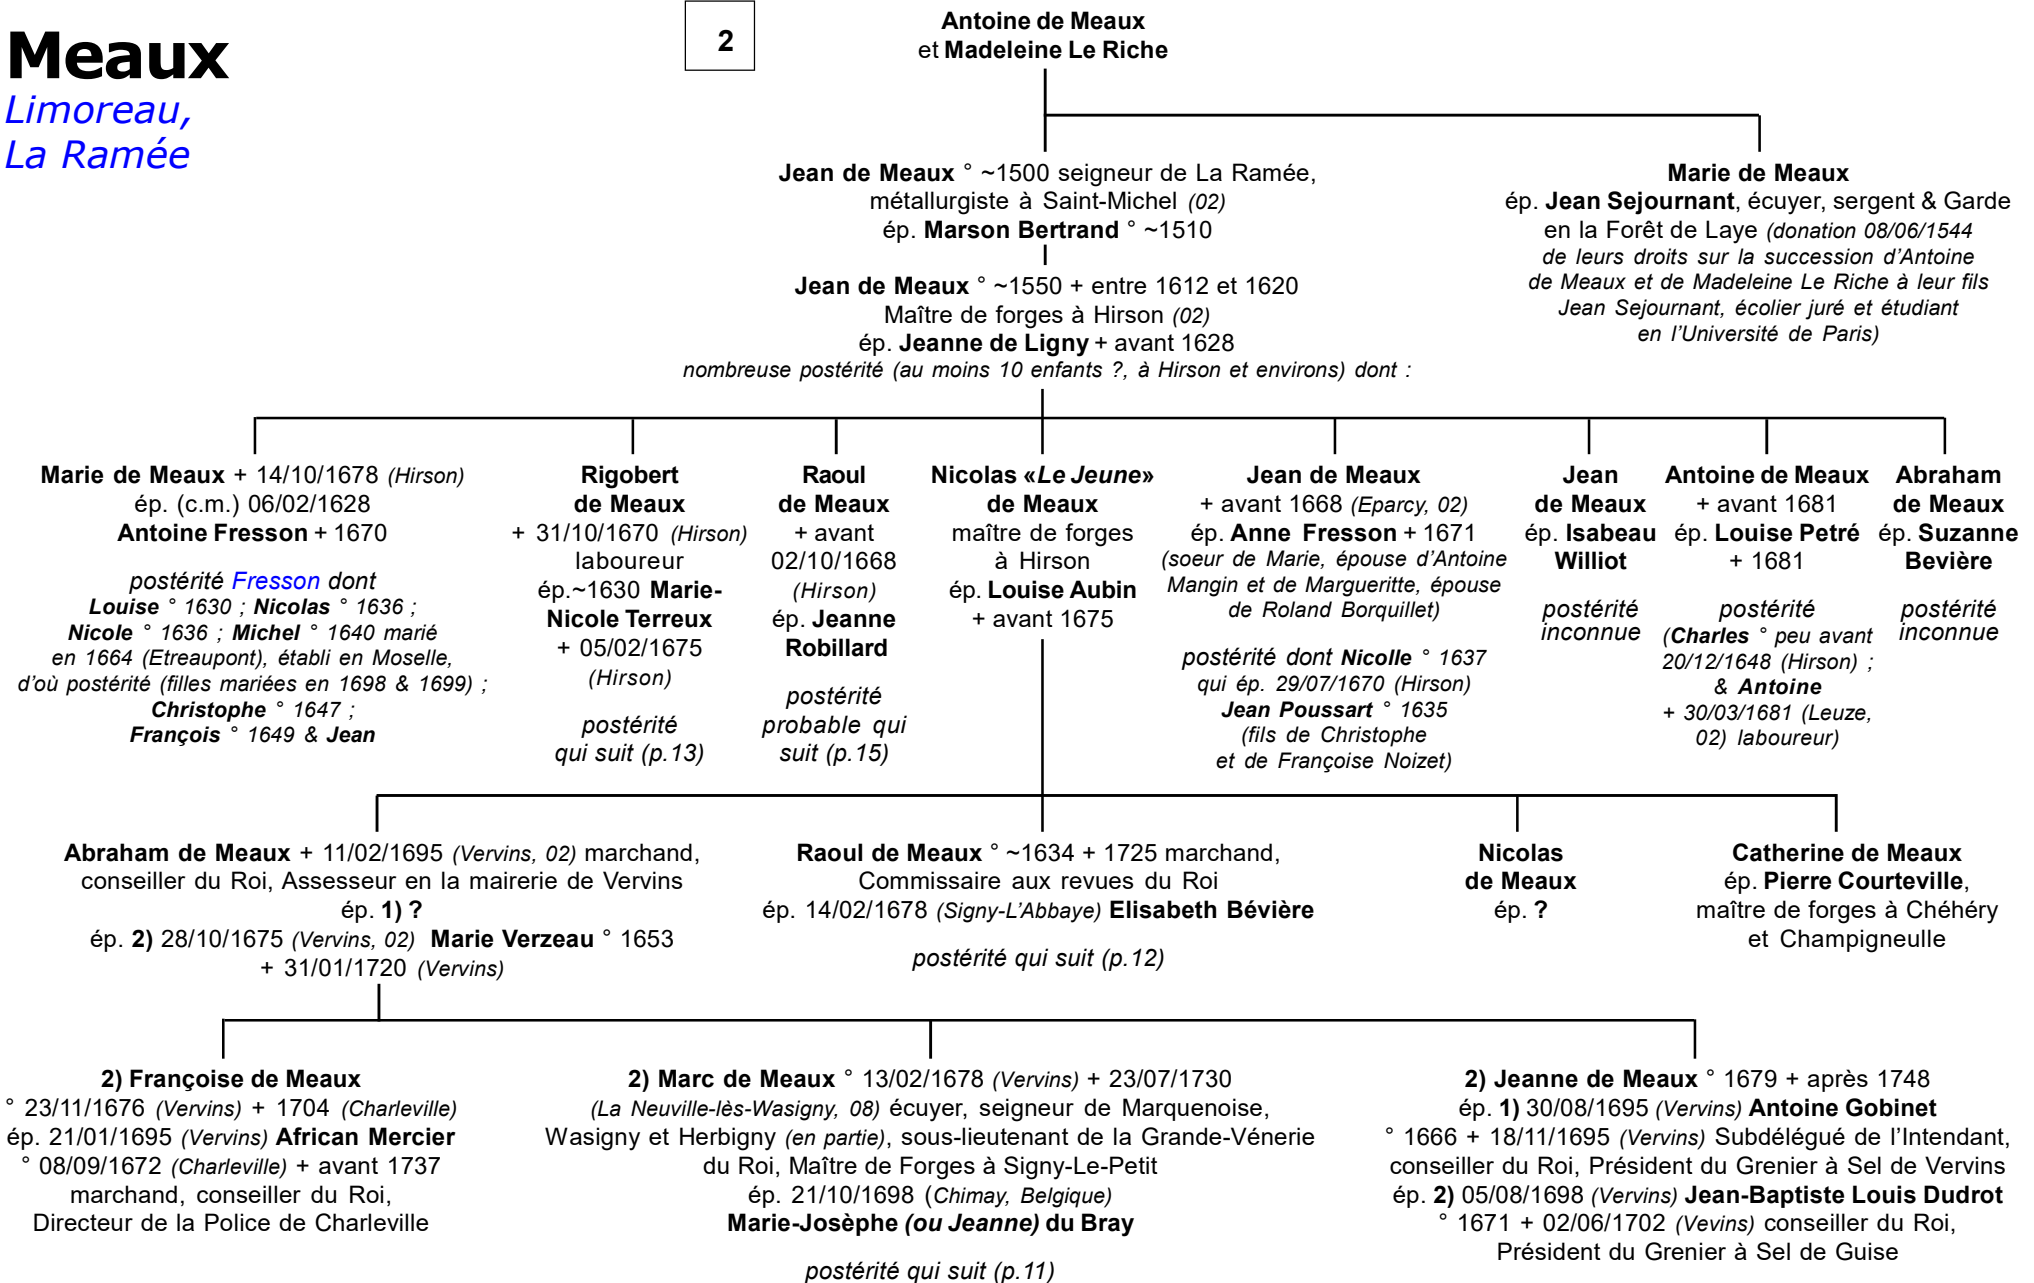 Meaux
Limoreau,
La Ramée
2
Antoine de Meaux
et Madeleine Le Riche
Jean de Meaux ° ~1500 seigneur de La Ramée,
métallurgiste à Saint-Michel (02)
ép. Marson Bertrand ° ~1510
Marie de Meaux
ép. Jean Sejournant, écuyer, sergent & Garde
en la Forêt de Laye (donation 08/06/1544
de leurs droits sur la succession d’Antoine
de Meaux et de Madeleine Le Riche à leur fils
Jean Sejournant, écolier juré et étudiant
en l’Université de Paris)
Jean de Meaux ° ~1550 + entre 1612 et 1620
Maître de forges à Hirson (02)
ép. Jeanne de Ligny + avant 1628
nombreuse postérité (au moins 10 enfants ?, à Hirson et environs) dont :
Marie de Meaux + 14/10/1678 (Hirson)
ép. (c.m.) 06/02/1628
Antoine Fresson + 1670
postérité Fresson dont
Louise ° 1630 ; Nicolas ° 1636 ;
Nicole ° 1636 ; Michel ° 1640 marié
en 1664 (Etreaupont), établi en Moselle,
d’où postérité (filles mariées en 1698 & 1699) ;
Christophe ° 1647 ;
François ° 1649 & Jean
Rigobert
de Meaux
+ 31/10/1670 (Hirson)
laboureur
ép.~1630 Marie-
Nicole Terreux
+ 05/02/1675
(Hirson)
postérité
qui suit (p.13)
Raoul
de Meaux
+ avant
02/10/1668
(Hirson)
ép. Jeanne
Robillard
postérité
probable qui
suit (p.15)
Nicolas «Le Jeune»
de Meaux
maître de forges
à Hirson
ép. Louise Aubin
+ avant 1675
Jean de Meaux
+ avant 1668 (Eparcy, 02)
ép. Anne Fresson + 1671
(soeur de Marie, épouse d’Antoine
Mangin et de Margueritte, épouse
de Roland Borquillet)
postérité dont Nicolle ° 1637
qui ép. 29/07/1670 (Hirson)
Jean Poussart ° 1635
(fils de Christophe
et de Françoise Noizet)
Jean
de Meaux
ép. Isabeau
Williot
postérité
inconnue
Antoine de Meaux
+ avant 1681
ép. Louise Petré
+ 1681
postérité
(Charles ° peu avant
20/12/1648 (Hirson) ;
& Antoine
+ 30/03/1681 (Leuze,
02) laboureur)
Abraham
de Meaux
ép. Suzanne
Bevière
postérité
inconnue
Abraham de Meaux + 11/02/1695 (Vervins, 02) marchand,
conseiller du Roi, Assesseur en la mairerie de Vervins
ép. 1) ?
ép. 2) 28/10/1675 (Vervins, 02) Marie Verzeau ° 1653
+ 31/01/1720 (Vervins)
Raoul de Meaux ° ~1634 + 1725 marchand,
Commissaire aux revues du Roi
ép. 14/02/1678 (Signy-L’Abbaye) Elisabeth Bévière
postérité qui suit (p.12)
Nicolas
de Meaux
ép. ?
Catherine de Meaux
ép. Pierre Courteville,
maître de forges à Chéhéry
et Champigneulle
2) Françoise de Meaux
° 23/11/1676 (Vervins) + 1704 (Charleville)
ép. 21/01/1695 (Vervins) African Mercier
° 08/09/1672 (Charleville) + avant 1737
marchand, conseiller du Roi,
Directeur de la Police de Charleville
2) Marc de Meaux ° 13/02/1678 (Vervins) + 23/07/1730
(La Neuville-lès-Wasigny, 08) écuyer, seigneur de Marquenoise,
Wasigny et Herbigny (en partie), sous-lieutenant de la Grande-Vénerie
du Roi, Maître de Forges à Signy-Le-Petit
ép. 21/10/1698 (Chimay, Belgique)
Marie-Josèphe (ou Jeanne) du Bray
postérité qui suit (p.11)
2) Jeanne de Meaux ° 1679 + après 1748
ép. 1) 30/08/1695 (Vervins) Antoine Gobinet
° 1666 + 18/11/1695 (Vervins) Subdélégué de l’Intendant,
conseiller du Roi, Président du Grenier à Sel de Vervins
ép. 2) 05/08/1698 (Vervins) Jean-Baptiste Louis Dudrot
° 1671 + 02/06/1702 (Vevins) conseiller du Roi,
Président du Grenier à Sel de Guise